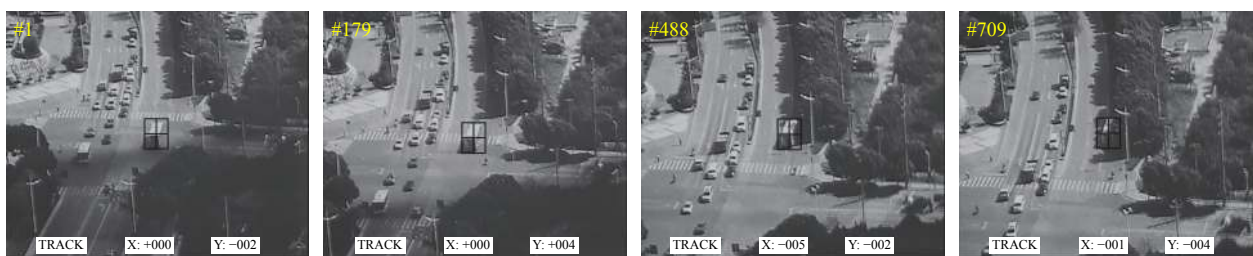 #1
#179
#488
#709
TRACK X: +000 Y: −002
TRACK X: +000 Y: +004
TRACK X: −005 Y: −002
TRACK X: −001 Y: −004